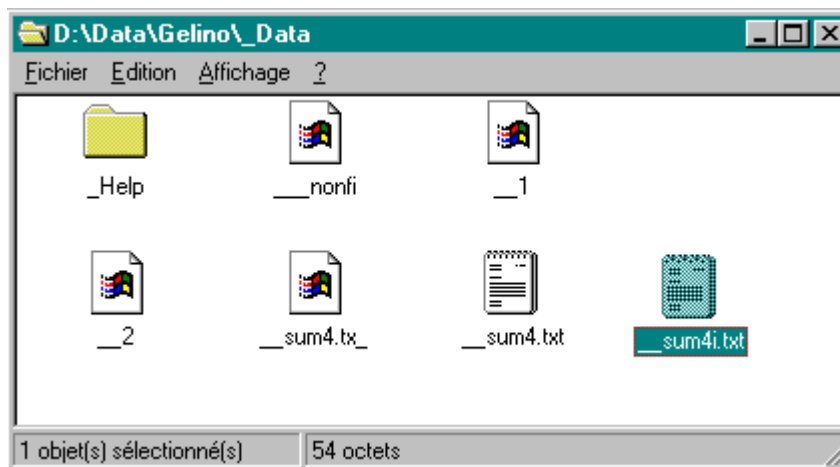 D:\Data\Gelino\_Data
Fichier Edition Affichage ?
_Help ___nonfi __1
__2 __sum4.tx_ __sum4.txt __sum4i.txt
1 objet(s) sélectionné(s) 54 octets